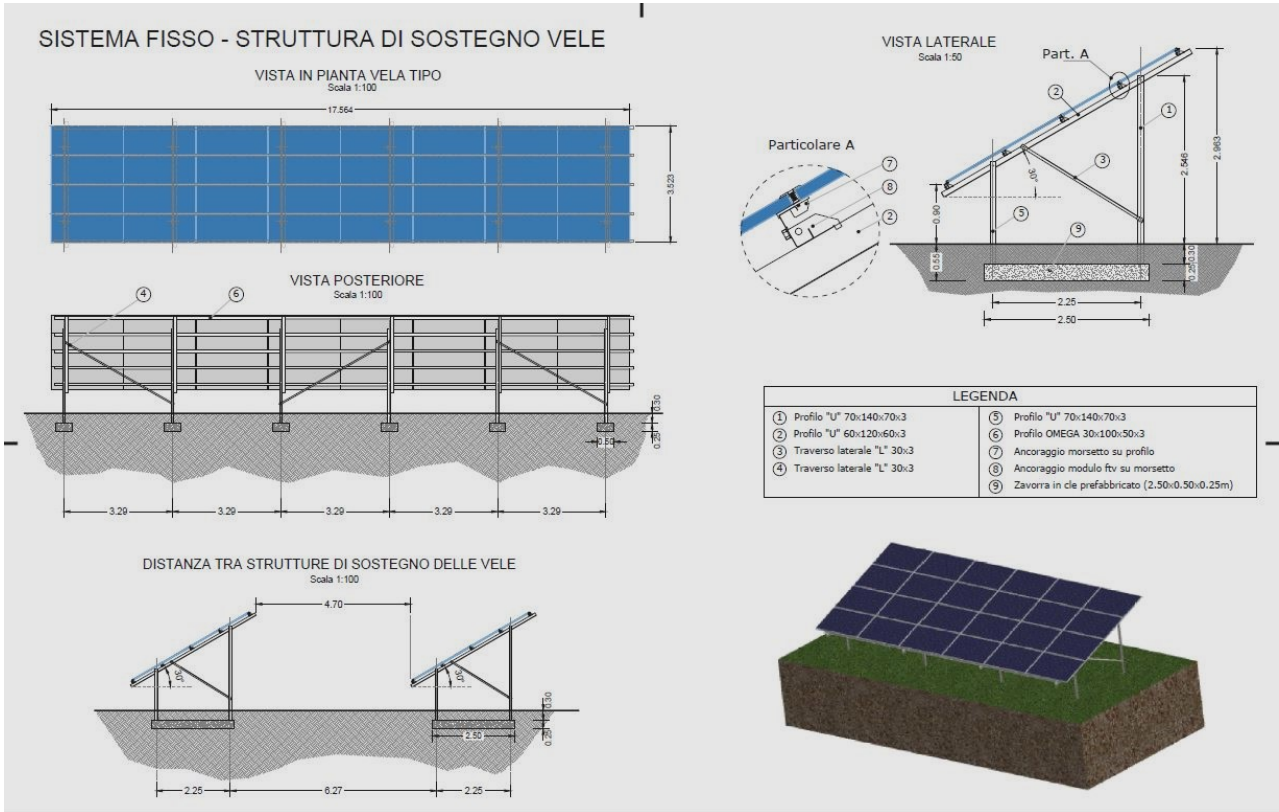 SISTEMA FISSO - STRUTTURA DI SOSTEGNO VELE
VISTA IN PIANTA VELA TIPO
Scala 1:100
17.564
3.523
VISTA POSTERIORE
Scala 1:100
4
6
0.30
0.25
0.50
3.29
3.29
3.29
3.29
3.29
DISTANZA TRA STRUTTURE DI SOSTEGNO DELLE VELE
Scala 1:100
4.70
30°
30°
0.30
0.25
2.50
2.25
6.27
2.25
VISTA LATERALE
Scala 1:50
Part. A
2
1
3
30°
5
9
2.546
2.963
0.90
0.55
0.30
0.25
2.25
2.50
Particolare A
7
8
2
LEGENDA
1 Profilo "U" 70x140x70x3
2 Profilo "U" 60x120x60x3
3 Traverso laterale "L" 30x3
4 Traverso laterale "L" 30x3
5 Profilo "U" 70x140x70x3
6 Profilo OMEGA 30x100x50x3
7 Ancoraggio morsetto su profilo
8 Ancoraggio modulo ftv su morsetto
9 Zavorra in cle prefabbricato (2.50x0.50x0.25m)